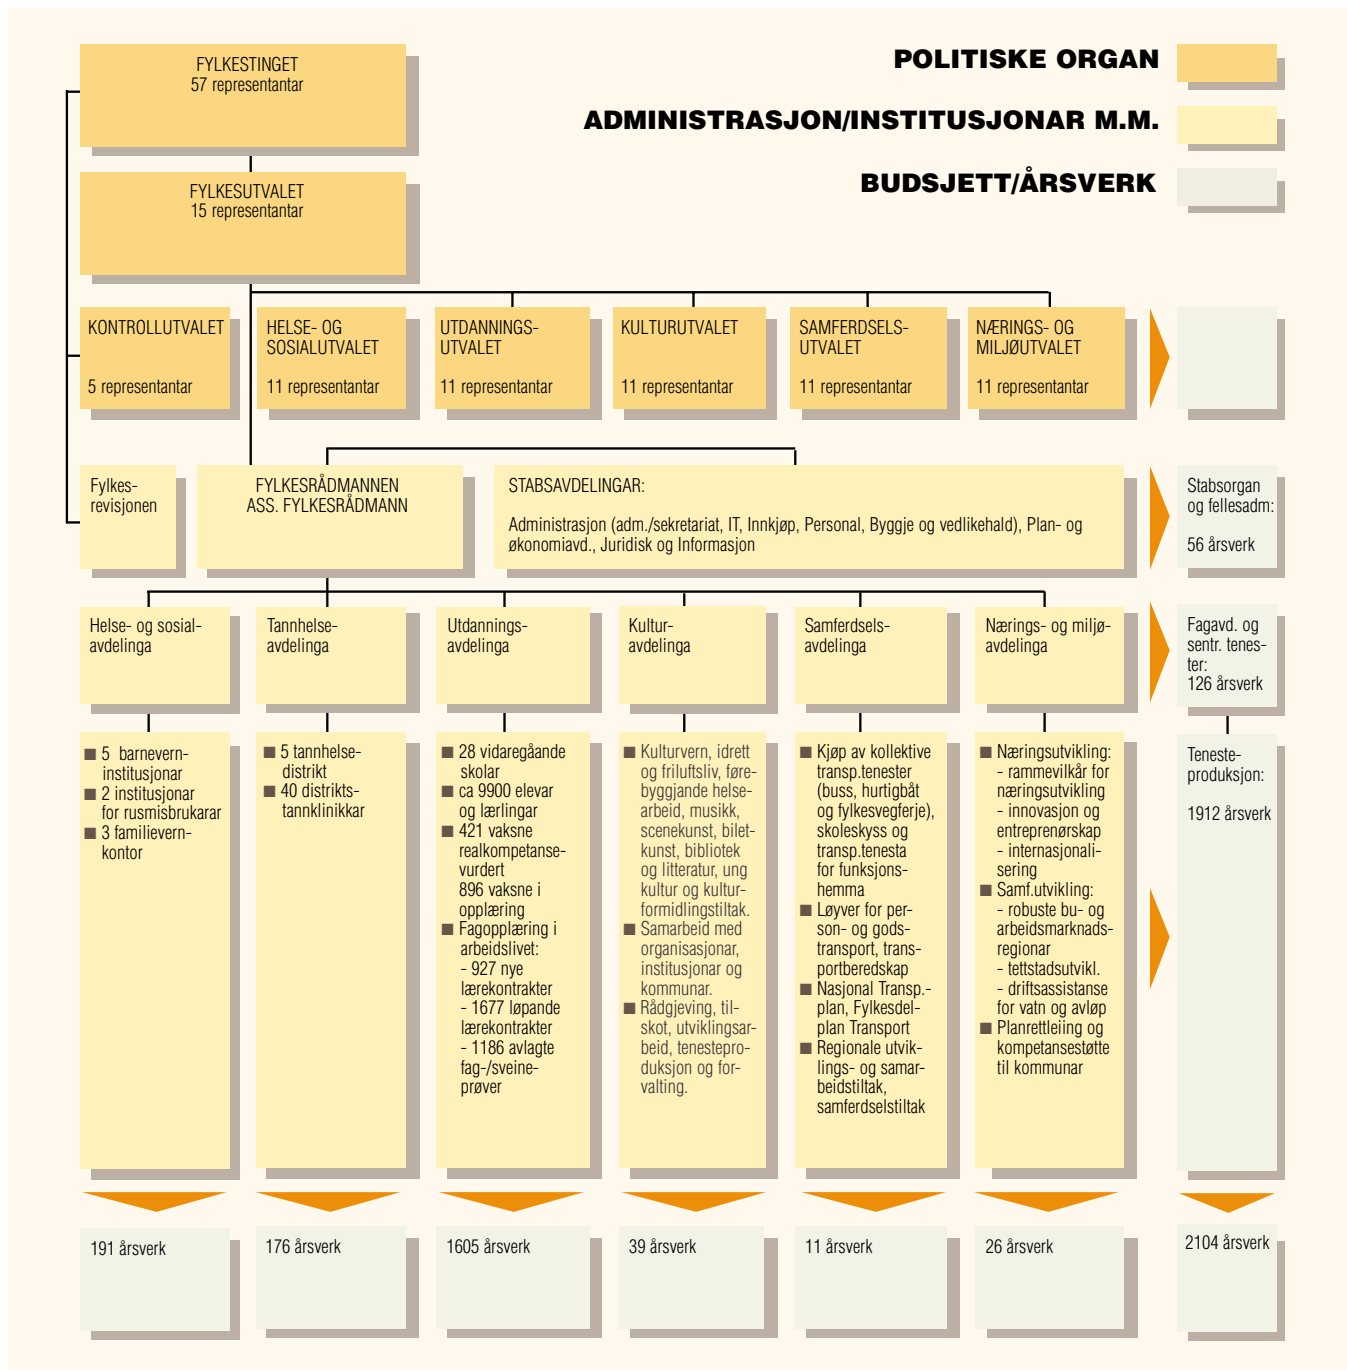 FYLKESTINGET
57 representantar
POLITISKE ORGAN
ADMINISTRASJON/INSTITUSJONAR M.M.
BUDSJETT/ÅRSVERK
FYLKESUTVALET
15 representantar
KONTROLLUTVALET
5 representantar
HELSE- OG
SOSIALUTVALET
11 representantar
UTDANNINGS-
UTVALET
11 representantar
KULTURUTVALET
11 representantar
SAMFERDSELS-
UTVALET
11 representantar
NÆRINGS- OG
MILJØUTVALET
11 representantar
Fylkes-
revisjonen
FYLKESRÅDMANNEN
ASS. FYLKESRÅDMANN
STABSAVDELINGAR:
Administrasjon (adm./sekretariat, IT, Innkjøp, Personal, Byggje og vedlikehald), Plan- og
økonomiavd., Juridisk og Informasjon
Stabsorgan
og fellesadm:
56 årsverk
Helse- og sosial-
avdelinga
Tannhelse-
avdelinga
Utdannings-
avdelinga
Kultur-
avdelinga
Samferdsels-
avdelinga
Nærings- og miljø-
avdelinga
Fagavd. og
sentr. tenes-
ter:
126 årsverk
■ 5 barnevern-
institusjonar
■ 2 institusjonar
for rusmisbrukarar
■ 3 familievern-
kontor
■ 5 tannhelse-
distrikt
■ 40 distrikts-
tannklinikkar
■ 28 vidaregåande
skolar
■ ca 9900 elevar
og lærlingar
■ 421 vaksne
realkompetanse-
vurdert
896 vaksne i
opplæring
■ Fagopplæring i
arbeidslivet:
- 927 nye
lærekontrakter
- 1677 løpande
lærekontrakter
- 1186 avlagte
fag-/sveine-
prøver
■ Kulturvern, idrett
og friluftsliv, føre-
byggjande helse-
arbeid, musikk,
scenekunst, bilet-
kunst, bibliotek
og litteratur, ung
kultur og kultur-
formidlingstiltak.
■ Samarbeid med
organisasjonar,
institusjonar og
kommunar.
■ Rådgjeving, til-
skot, utviklingsar-
beid, tenestepro-
duksjon og for-
valting.
■ Kjøp av kollektive
transp.tenester
(buss, hurtigbåt
og fylkesvegferje),
skoleskyss og
transp.tenesta
for funksjons-
hemma
■ Løyver for per-
son- og gods-
transport, trans-
portberedskap
■ Nasjonal Transp.-
plan, Fylkesdel-
plan Transport
■ Regionale utvik-
lings- og samar-
beidstiltak,
samferdselstiltak
■ Næringsutvikling:
- rammevilkår for
næringsutvikling
- innovasjon og
entreprenørskap
- internasjonali-
sering
■ Samf.utvikling:
- robuste bu- og
arbeidsmarknads-
regionar
- tettstadsutvikl.
- driftsassistanse
for vatn og avløp
■ Planrettleiing og
kompetansestøtte
til kommunar
Teneste-
produksjon:
1912 årsverk
191 årsverk
176 årsverk
1605 årsverk
39 årsverk
11 årsverk
26 årsverk
2104 årsverk